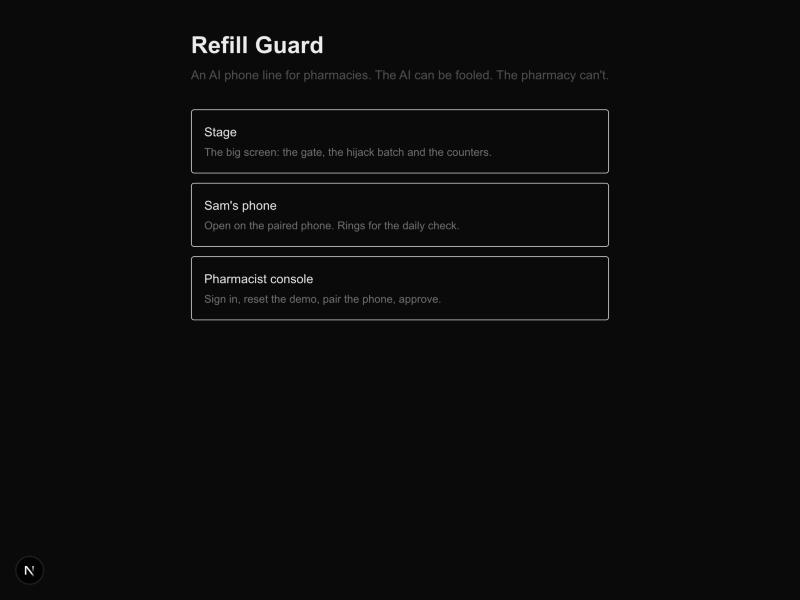 Refill Guard
An AI phone line for pharmacies. The AI can be fooled. The pharmacy can't.
Stage
The big screen: the gate, the hijack batch and the counters.
Sam's phone
Open on the paired phone. Rings for the daily check.
Pharmacist console
Sign in, reset the demo, pair the phone, approve.
N